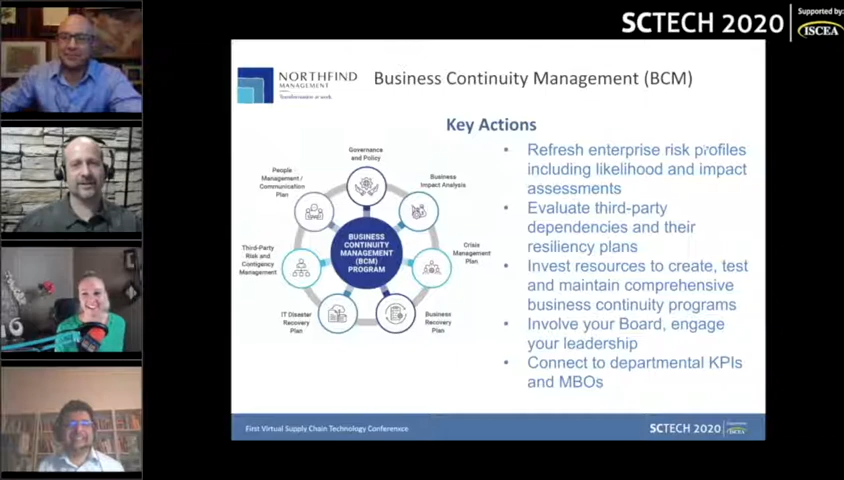 SCTECH 2020
Supported by:
ISCEA
NORTHFIND
MANAGEMENT
Transformation at work.
Business Continuity Management (BCM)
Key Actions
Governance
and Policy
People -
Management /
Communication
Plan
Business
Impact Analysis
Third-Party
Risk and
Contigency
Management
BUSINESS
CONTINUITY
MANAGEMENT
(BCM)
PROGRAM
Crisis
Management
Plan
IT Disaster
Recovery
Plan
Business
Recovery
Plan
• Refresh enterprise risk profiles
including likelihood and impact
assessments
• Evaluate third-party
dependencies and their
resiliency plans
• Invest resources to create, test
and maintain comprehensive
business continuity programs
• Involve your Board, engage
your leadership
• Connect to departmental KPIs
and MBOs
First Virtual Supply Chain Technology Conferenxce
SCTECH 2020
ISCEA